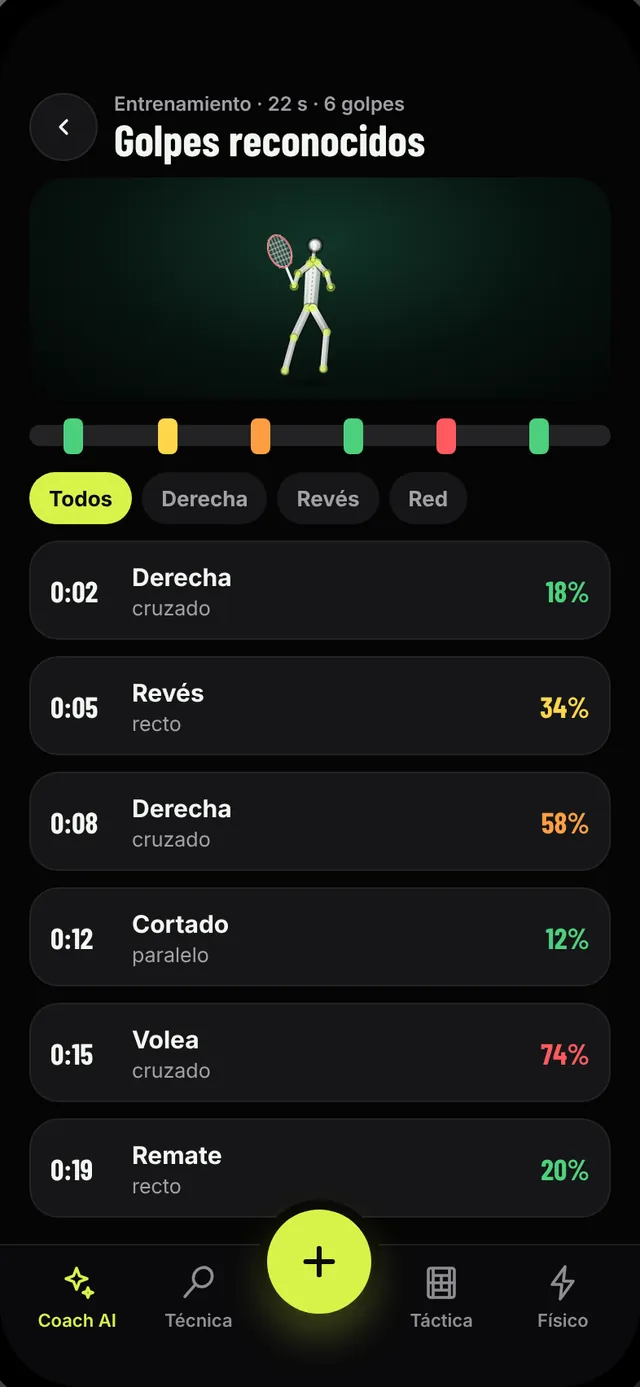 Entrenamiento · 22 s · 6 golpes
Golpes reconocidos
Todos
Derecha
Revés
Red
0:02
Derecha
cruzado
18%
0:05
Revés
recto
34%
0:08
Derecha
cruzado
58%
0:12
Cortado
paralelo
12%
0:15
Volea
cruzado
74%
0:19
Remate
recto
20%
Coach AI
Técnica
Táctica
Físico